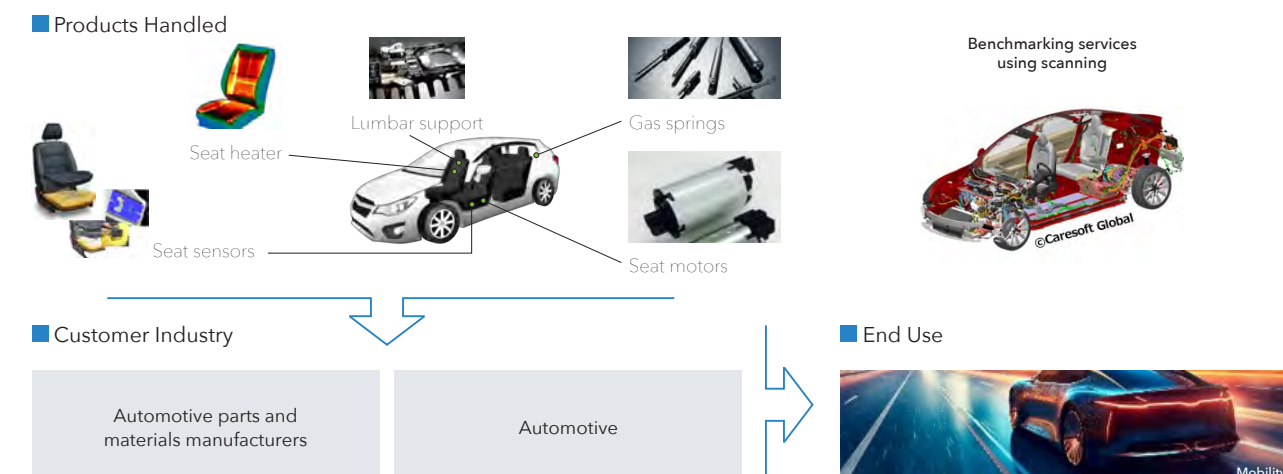 Products Handled
Benchmarking services
using scanning
Lumbar support
Gas springs
Seat heater
©Caresoft Global
Seat sensors
Seat motors
Customer Industry
End Use
Automotive parts and
materials manufacturers
Automotive
Mobility